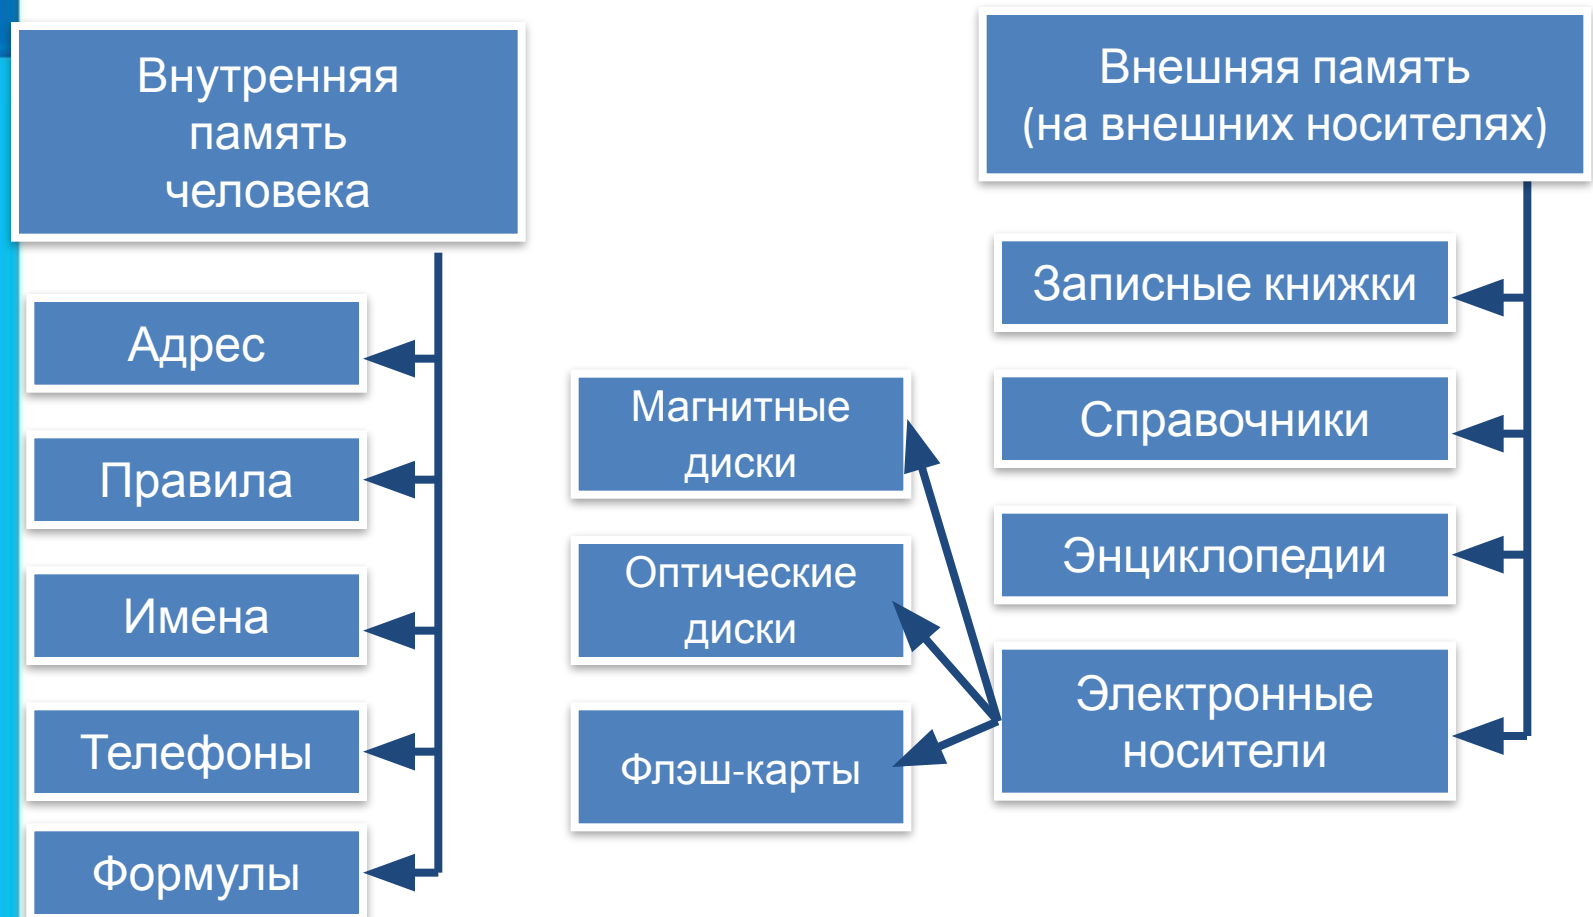 Внутренняя
память
человека
Адрес
Правила
Имена
Телефоны
Формулы
Внешняя память
(на внешних носителях)
Записные книжки
Справочники
Энциклопедии
Электронные
носители
Магнитные
диски
Оптические
диски
Флэш-карты